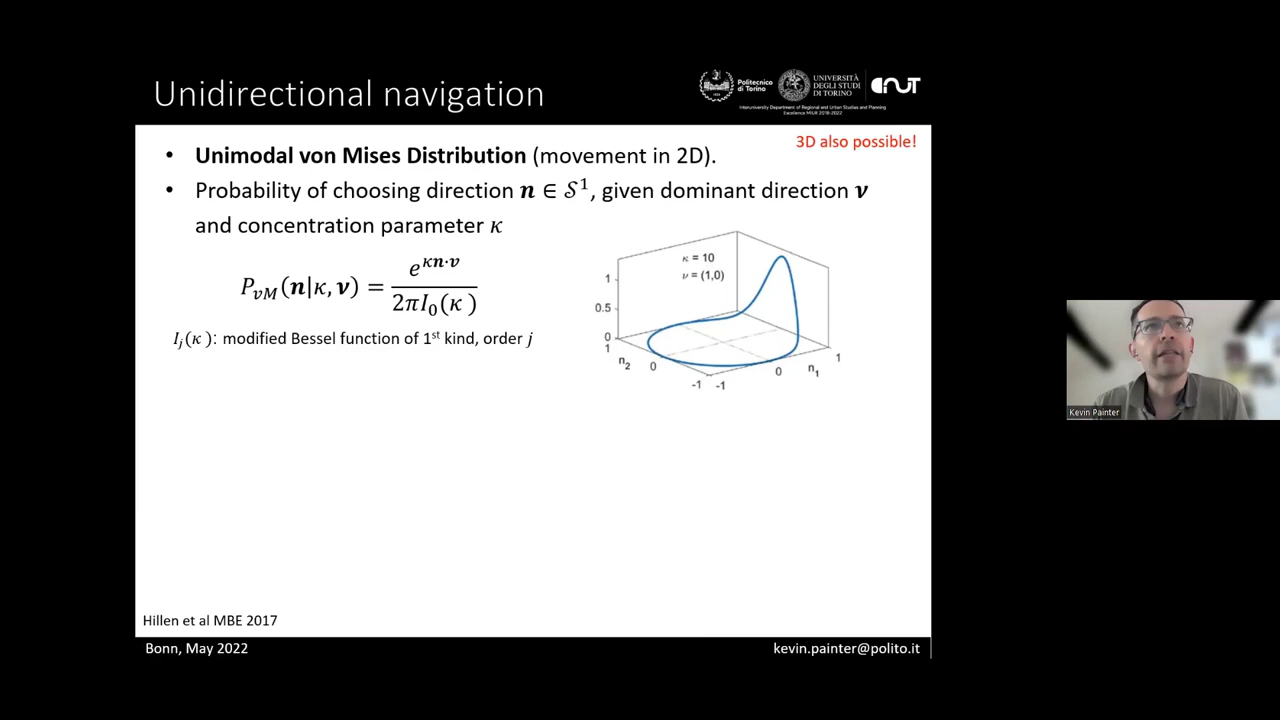 Unidirectional navigation
Politecnico
di Torino
UNIVERSITÀ
DEGLI STUDI
DI TORINO
Interuniversity Department of Regional and Urban Studies and Planning
Excellence MIUR 2018-2022
3D also possible!
• Unimodal von Mises Distribution (movement in 2D).
• Probability of choosing direction n ∈ 𝒮¹, given dominant direction ν
and concentration parameter κ
P_vM(n|κ, ν) = e^(κn·ν) / 2πI₀(κ )
I_j(κ ): modified Bessel function of 1st kind, order j
κ = 10
ν = (1,0)
1
0.5
0
1
n₂
0
-1
-1
0
n₁
1
Kevin Painter
Hillen et al MBE 2017
Bonn, May 2022
kevin.painter@polito.it